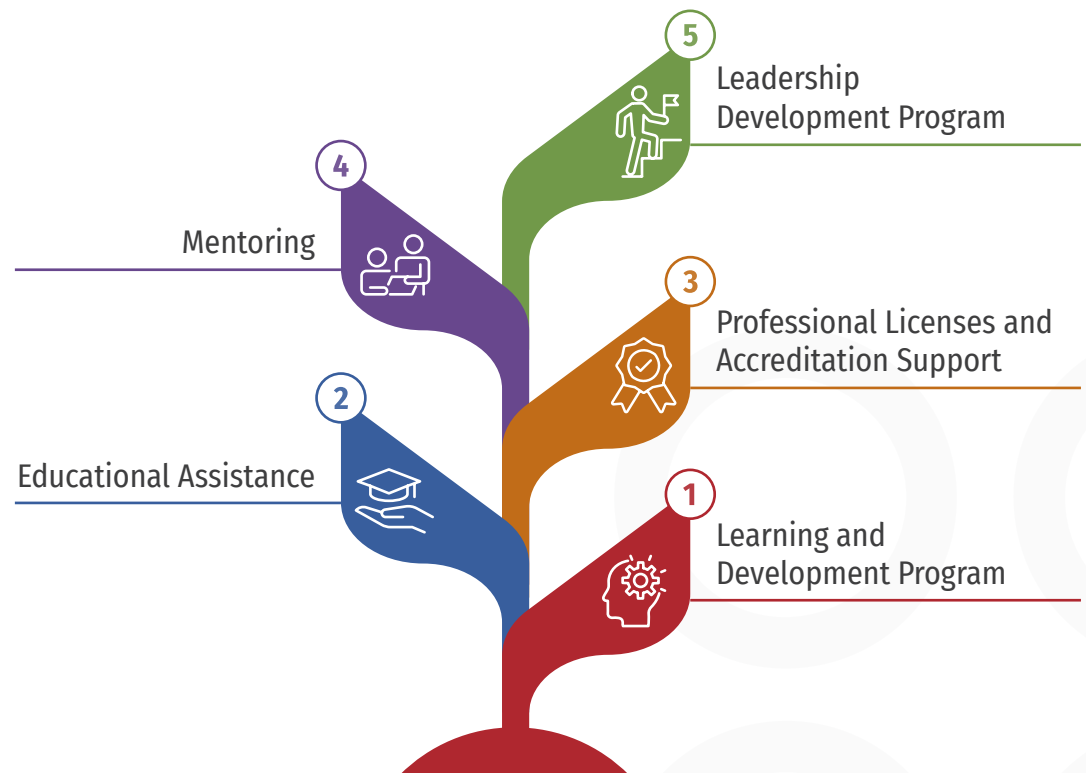 5
Leadership
Development Program
4
Mentoring
3
Professional Licenses and
Accreditation Support
2
Educational Assistance
1
Learning and
Development Program